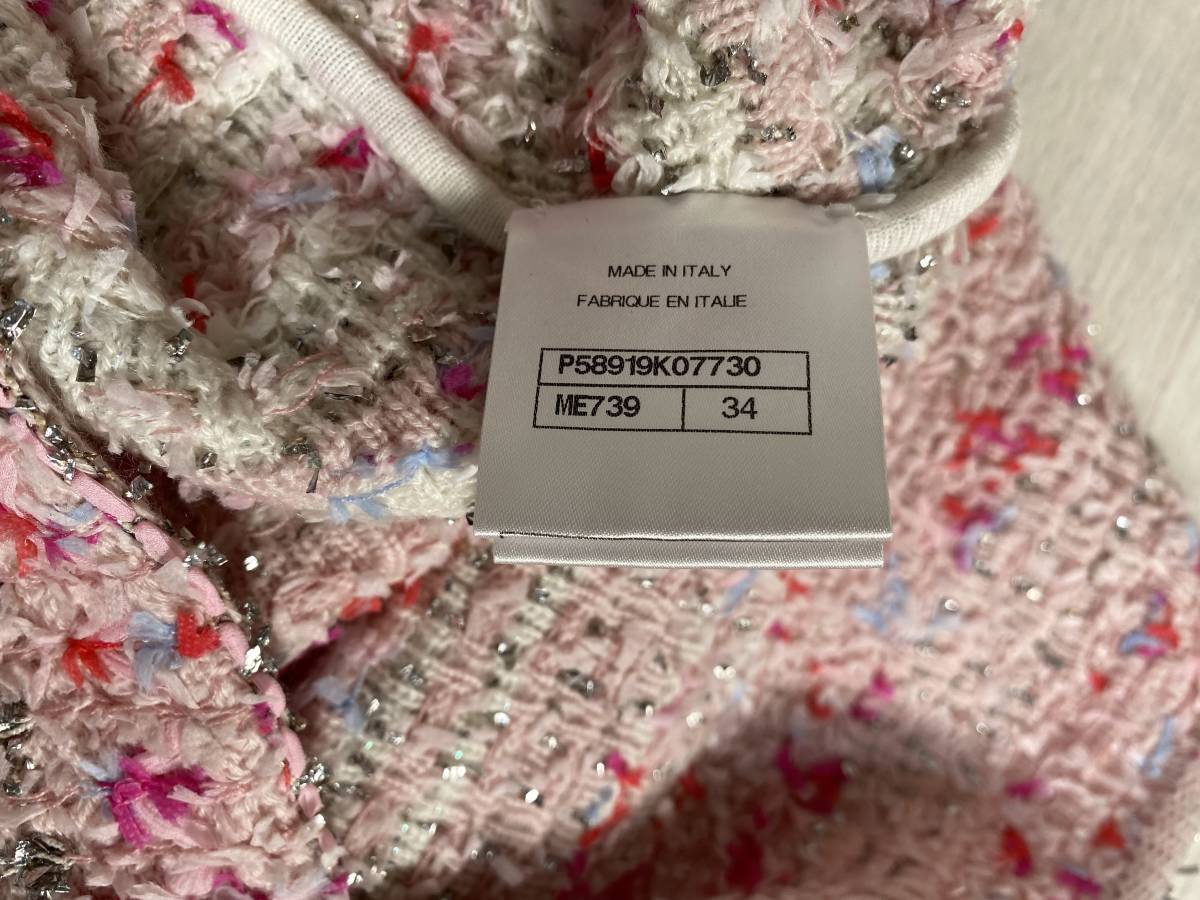 MADE IN ITALY
FABRIQUE EN ITALIE
P58919K07730
ME739 34